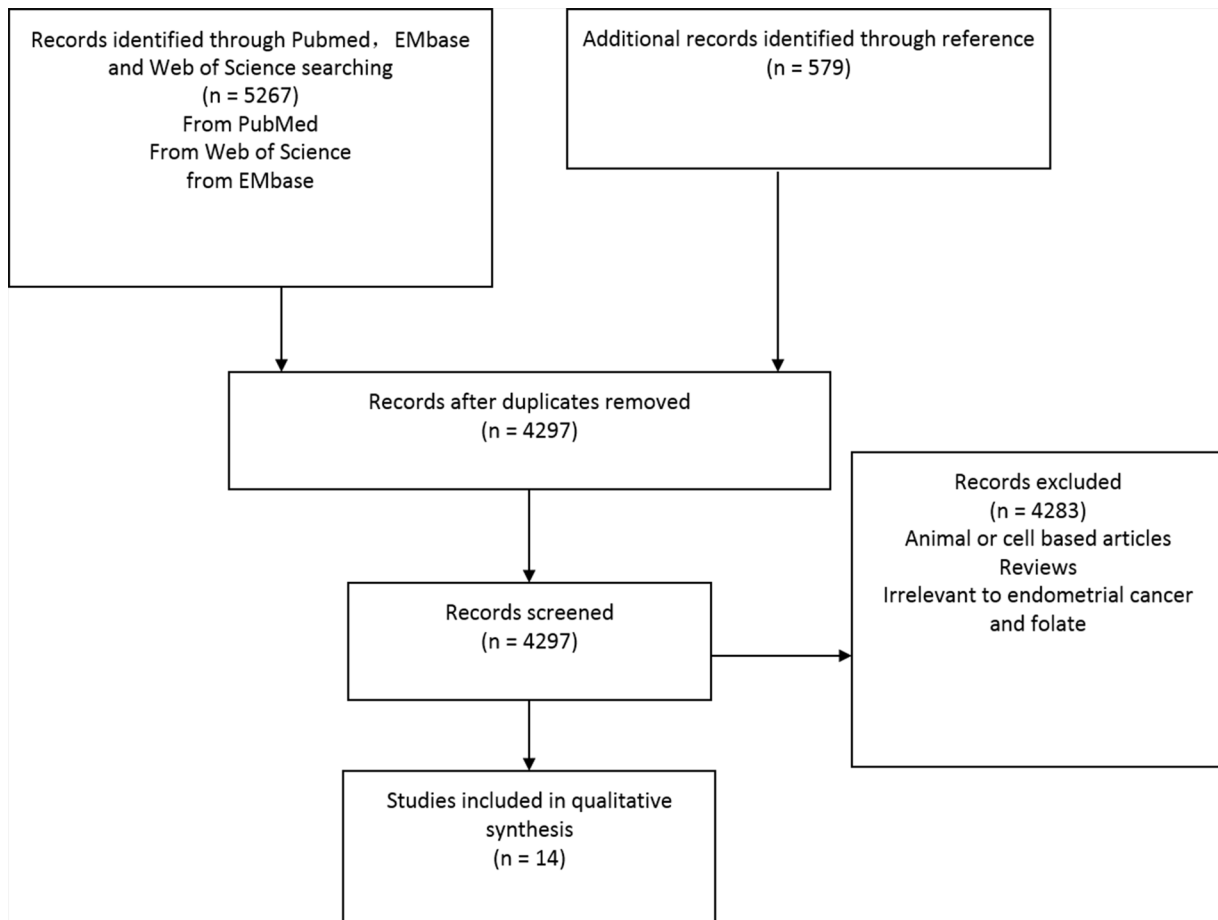 Records identified through Pubmed，EMbase
and Web of Science searching
(n = 5267)
From PubMed
From Web of Science
from EMbase
Additional records identified through reference
(n = 579)
Records after duplicates removed
(n = 4297)
Records excluded
(n = 4283)
Animal or cell based articles
Reviews
Irrelevant to endometrial cancer
and folate
Records screened
(n = 4297)
Studies included in qualitative
synthesis
(n = 14)